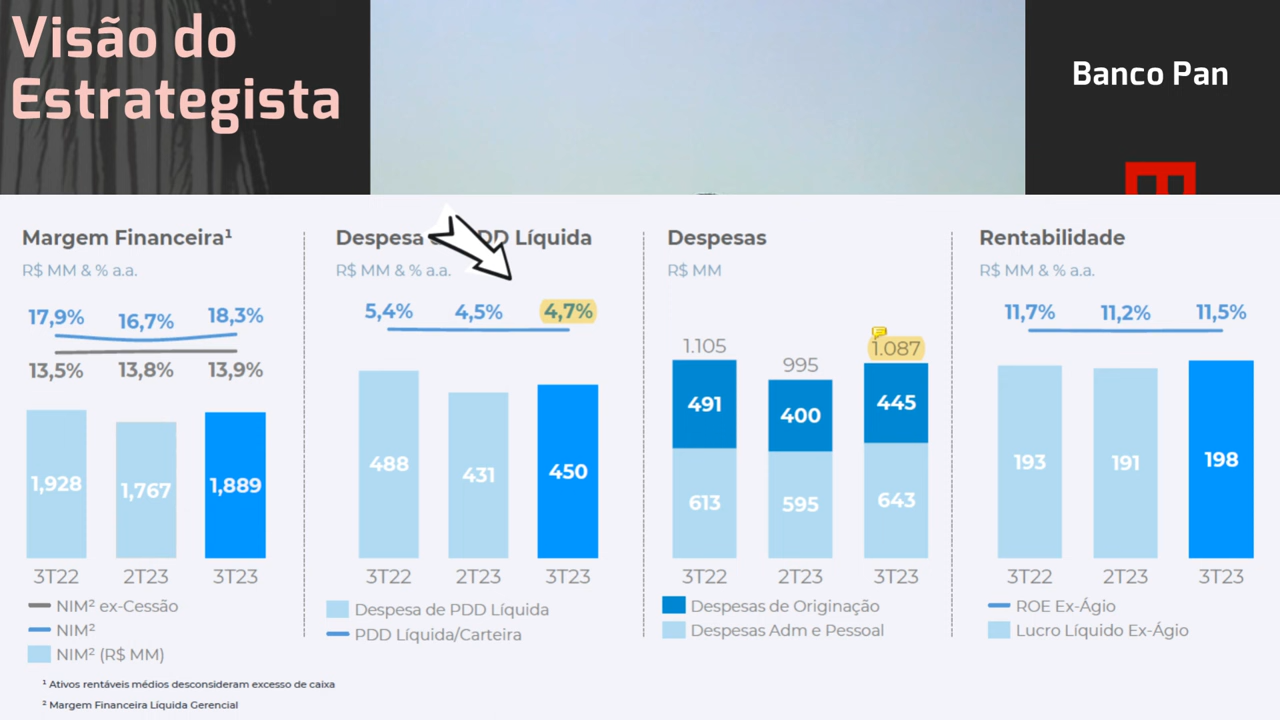 Visão do
Estrategista
Banco Pan
Margem Financeira¹
R$ MM & % a.a.
17,9% 16,7% 18,3%
13,5% 13,8% 13,9%
1,928 1,767 1,889
3T22 2T23 3T23
NIM² ex-Cessão
NIM²
NIM² (R$ MM)
Despesa PDD Líquida
R$ MM & % a.a.
5,4% 4,5% 4,7%
488 431 450
3T22 2T23 3T23
Despesa de PDD Líquida
PDD Líquida/Carteira
Despesas
R$ MM
1.105 995 1.087
491 400 445
613 595 643
3T22 2T23 3T23
Despesas de Originação
Despesas Adm e Pessoal
Rentabilidade
R$ MM & % a.a.
11,7% 11,2% 11,5%
193 191 198
3T22 2T23 3T23
ROE Ex-Ágio
Lucro Líquido Ex-Ágio
¹ Ativos rentáveis médios desconsideram excesso de caixa
² Margem Financeira Líquida Gerencial